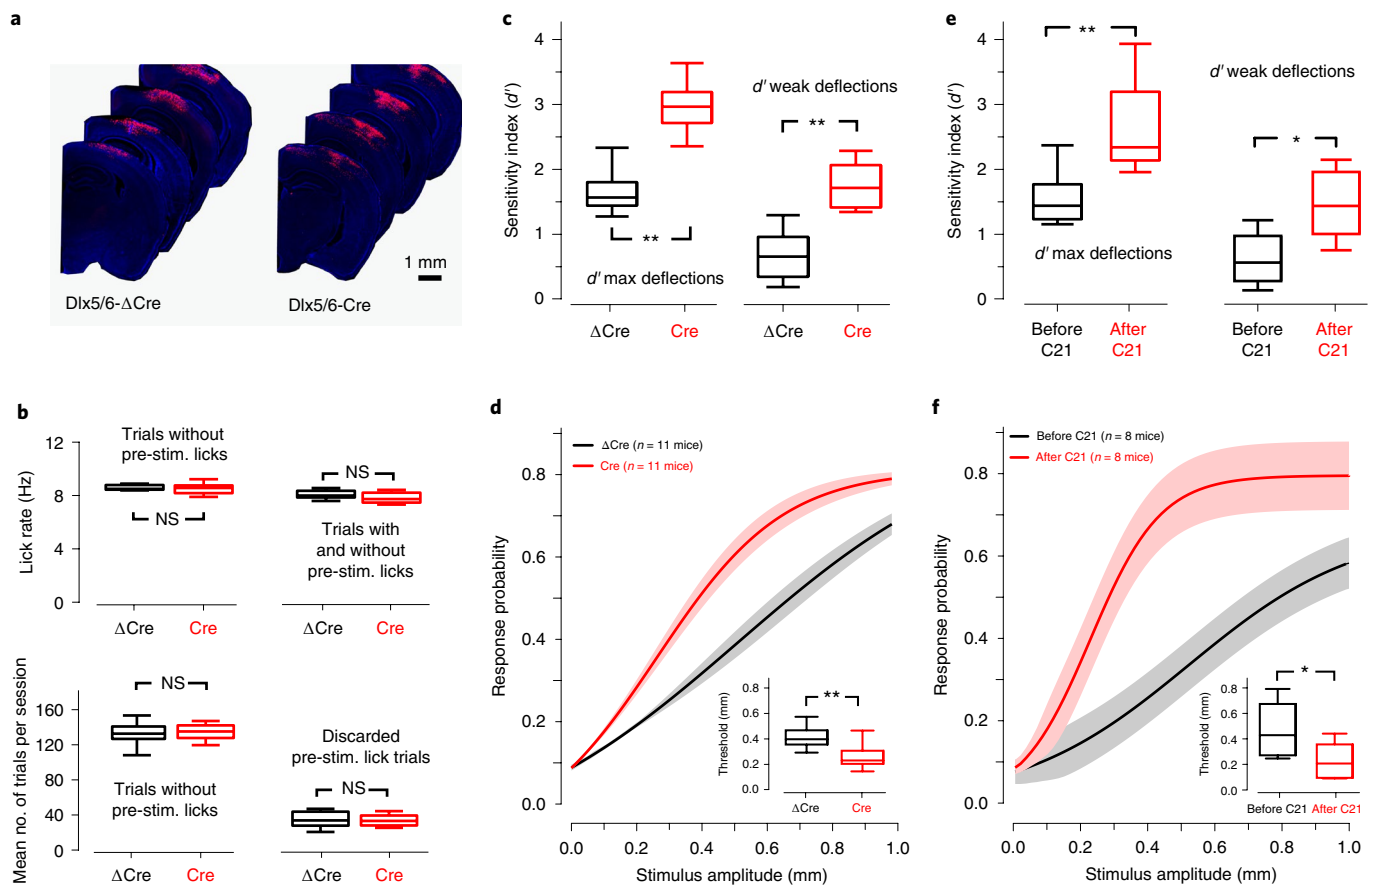 a
Dlx5/6-ΔCre
Dlx5/6-Cre
1 mm
b
Lick rate (Hz)
12
8
4
0
Trials without
pre-stim. licks
NS
ΔCre
Cre
NS
Trials with
and without
pre-stim. licks
ΔCre
Cre
Mean no. of trials per session
160
120
80
40
0
NS
Trials without
pre-stim. licks
ΔCre
Cre
Discarded
pre-stim. lick trials
NS
ΔCre
Cre
c
Sensitivity index (d′)
4
3
2
1
0
**
d′ max deflections
ΔCre
Cre
d′ weak deflections
**
ΔCre
Cre
d
Response probability
0.8
0.6
0.4
0.2
0.0
ΔCre (n = 11 mice)
Cre (n = 11 mice)
Threshold (mm)
0.8
0.6
0.4
0.2
0.0
**
ΔCre
Cre
0.0
0.2
0.4
0.6
0.8
1.0
Stimulus amplitude (mm)
e
Sensitivity index (d′)
4
3
2
1
0
**
d′ max deflections
Before
C21
After
C21
d′ weak deflections
*
Before
C21
After
C21
f
Response probability
0.8
0.6
0.4
0.2
0.0
Before C21 (n = 8 mice)
After C21 (n = 8 mice)
Threshold (mm)
0.8
0.6
0.4
0.2
0.0
*
Before C21
After C21
0.0
0.2
0.4
0.6
0.8
1.0
Stimulus amplitude (mm)